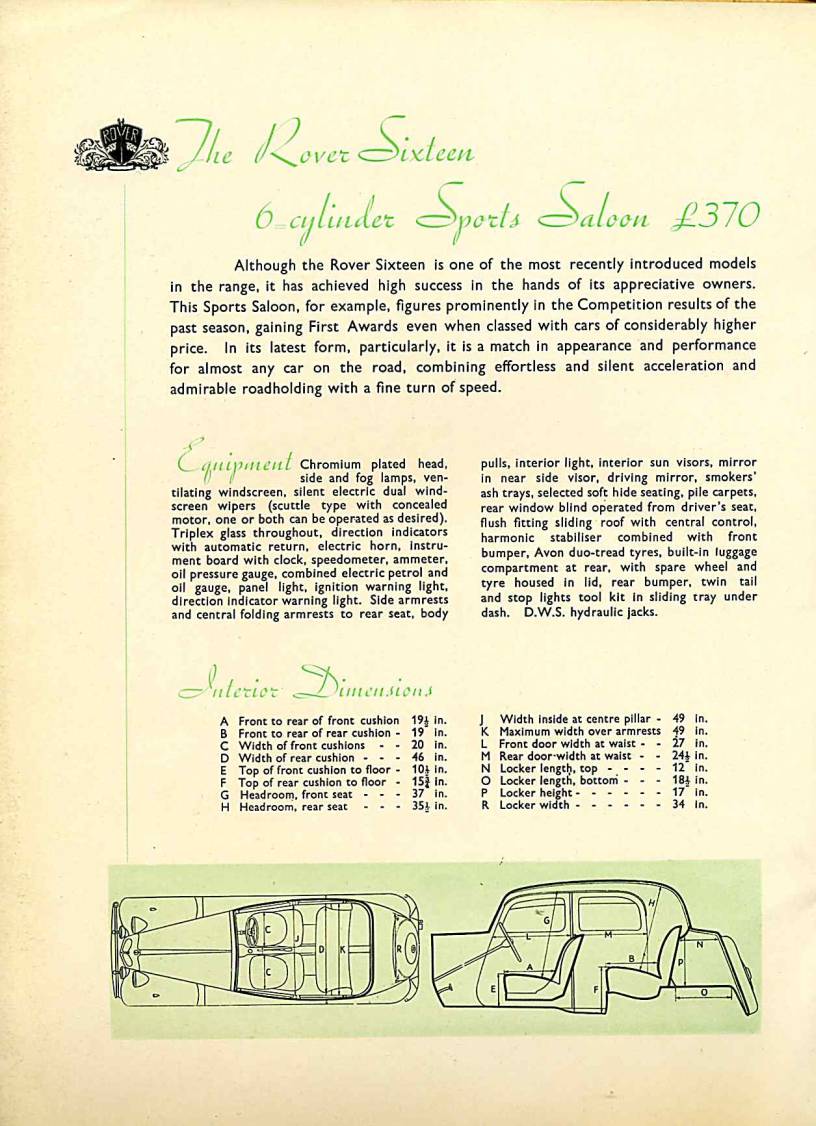 ROVER
The Rover Sixteen
6-cylinder Sports Saloon £370
Although the Rover Sixteen is one of the most recently introduced models
in the range, it has achieved high success in the hands of its appreciative owners.
This Sports Saloon, for example, figures prominently in the Competition results of the
past season, gaining First Awards even when classed with cars of considerably higher
price. In its latest form, particularly, it is a match in appearance and performance
for almost any car on the road, combining effortless and silent acceleration and
admirable roadholding with a fine turn of speed.
Equipment Chromium plated head,
side and fog lamps, ven-
tilating windscreen, silent electric dual wind-
screen wipers (scuttle type with concealed
motor, one or both can be operated as desired).
Triplex glass throughout, direction indicators
with automatic return, electric horn, instru-
ment board with clock, speedometer, ammeter,
oil pressure gauge, combined electric petrol and
oil gauge, panel light, ignition warning light,
direction indicator warning light. Side armrests
and central folding armrests to rear seat, body
pulls, interior light, interior sun visors, mirror
in near side visor, driving mirror, smokers'
ash trays, selected soft hide seating, pile carpets,
rear window blind operated from driver's seat,
flush fitting sliding roof with central control,
harmonic stabiliser combined with front
bumper, Avon duo-tread tyres, built-in luggage
compartment at rear, with spare wheel and
tyre housed in lid, rear bumper, twin tail
and stop lights tool kit in sliding tray under
dash. D.W.S. hydraulic jacks.
Interior Dimensions
A Front to rear of front cushion 19½ in.
B Front to rear of rear cushion - 19 in.
C Width of front cushions - - 20 in.
D Width of rear cushion - - - 46 in.
E Top of front cushion to floor - 10½ in.
F Top of rear cushion to floor - 15¾ in.
G Headroom, front seat - - - 37 in.
H Headroom, rear seat - - - 35½ in.
J Width inside at centre pillar - 49 in.
K Maximum width over armrests 49 in.
L Front door width at waist - - 27 in.
M Rear door width at waist - - 24½ in.
N Locker length, top - - - - - 12 in.
O Locker length, bottom - - - 18½ in.
P Locker height - - - - - - 17 in.
R Locker width - - - - - - 34 in.
C J D K R
C
H
G
L M
N
A B P
E F O